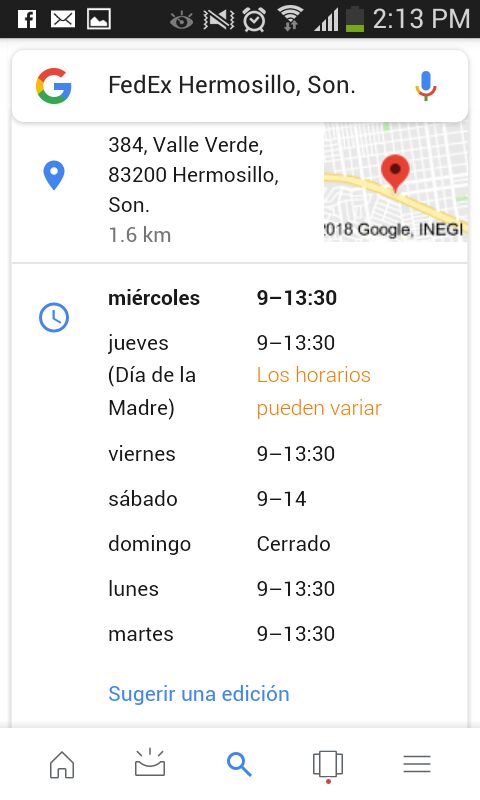 2:13 PM
FedEx Hermosillo, Son.
384, Valle Verde,
83200 Hermosillo,
Son.
1.6 km
2018 Google, INEGI
miércoles 9–13:30
jueves 9–13:30
(Día de la Los horarios
Madre) pueden variar
viernes 9–13:30
sábado 9–14
domingo Cerrado
lunes 9–13:30
martes 9–13:30
Sugerir una edición